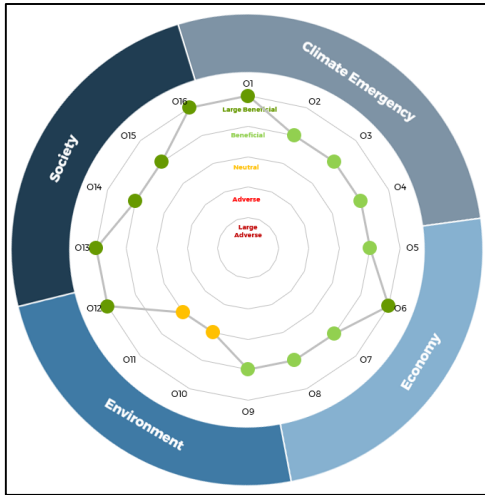 Climate Emergency
Society
Economy
Environment
O1
O2
O3
O4
O5
O6
O7
O8
O9
O10
O11
O12
O13
O14
O15
O16
Large Beneficial
Beneficial
Neutral
Adverse
Large
Adverse